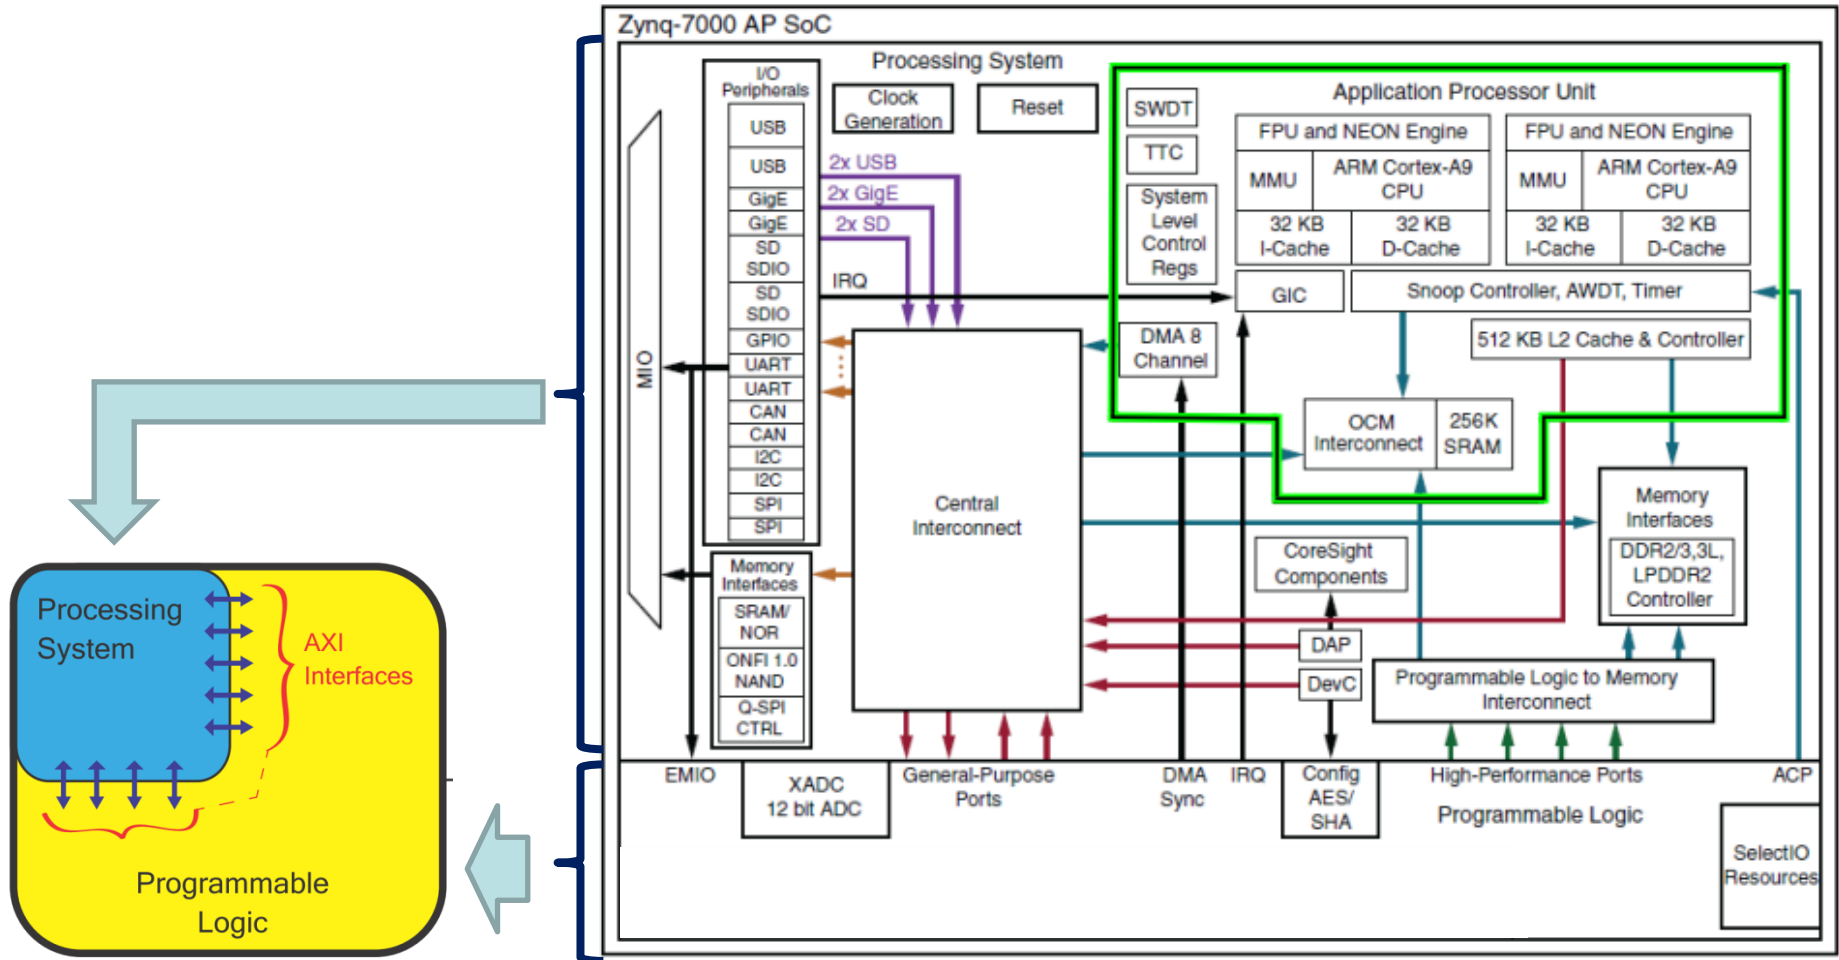 Zynq-7000 AP SoC
Processing System
I/O
Peripherals
USB
USB
GigE
GigE
SD
SDIO
SD
SDIO
GPIO
UART
UART
CAN
CAN
I2C
I2C
SPI
SPI
MIO
Clock
Generation
Reset
2x USB
2x GigE
2x SD
IRQ
Application Processor Unit
SWDT
TTC
System
Level
Control
Regs
FPU and NEON Engine
MMU
ARM Cortex-A9
CPU
32 KB
I-Cache
32 KB
D-Cache
FPU and NEON Engine
MMU
ARM Cortex-A9
CPU
32 KB
I-Cache
32 KB
D-Cache
GIC
Snoop Controller, AWDT, Timer
DMA 8
Channel
512 KB L2 Cache & Controller
OCM
Interconnect
256K
SRAM
Central
Interconnect
Memory
Interfaces
DDR2/3,3L,
LPDDR2
Controller
CoreSight
Components
DAP
DevC
Programmable Logic to Memory
Interconnect
Memory
Interfaces
SRAM/
NOR
ONFI 1.0
NAND
Q-SPI
CTRL
EMIO
XADC
12 bit ADC
General-Purpose
Ports
DMA
Sync
IRQ
Config
AES/
SHA
High-Performance Ports
ACP
Programmable Logic
SelectIO
Resources
Processing
System
AXI
Interfaces
Programmable
Logic